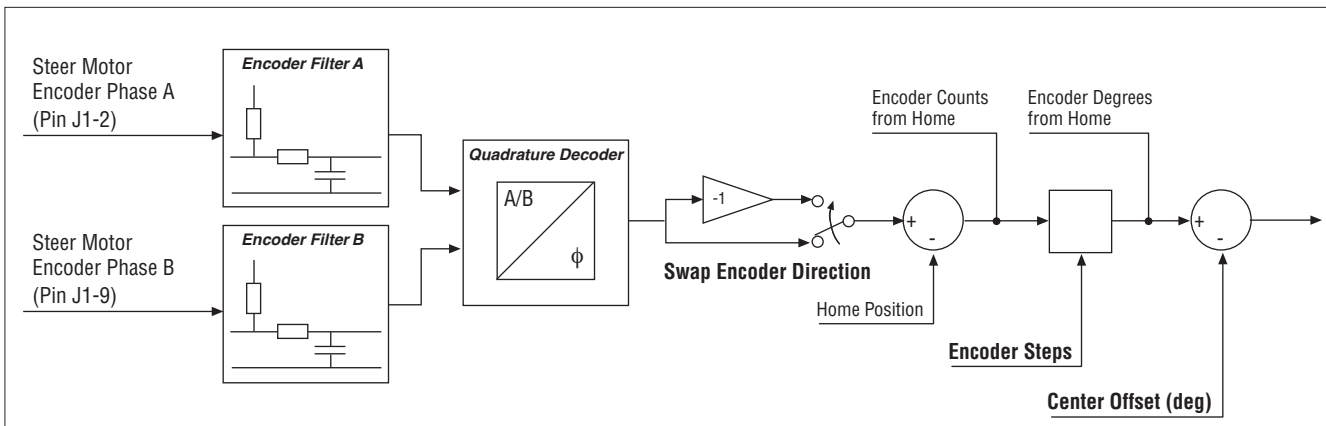 Steer Motor
Encoder Phase A
(Pin J1-2)
Encoder Filter A
Steer Motor
Encoder Phase B
(Pin J1-9)
Encoder Filter B
Quadrature Decoder
A/B
ϕ
-1
Swap Encoder Direction
+
-
Home Position
Encoder Counts
from Home
Encoder Degrees
from Home
Encoder Steps
+
-
Center Offset (deg)